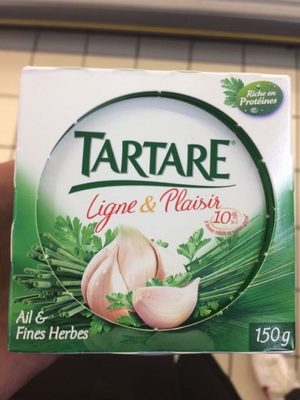 Riche en
Protéines
TARTARE
Ligne & Plaisir
10%
Ail &
Fines Herbes
150g